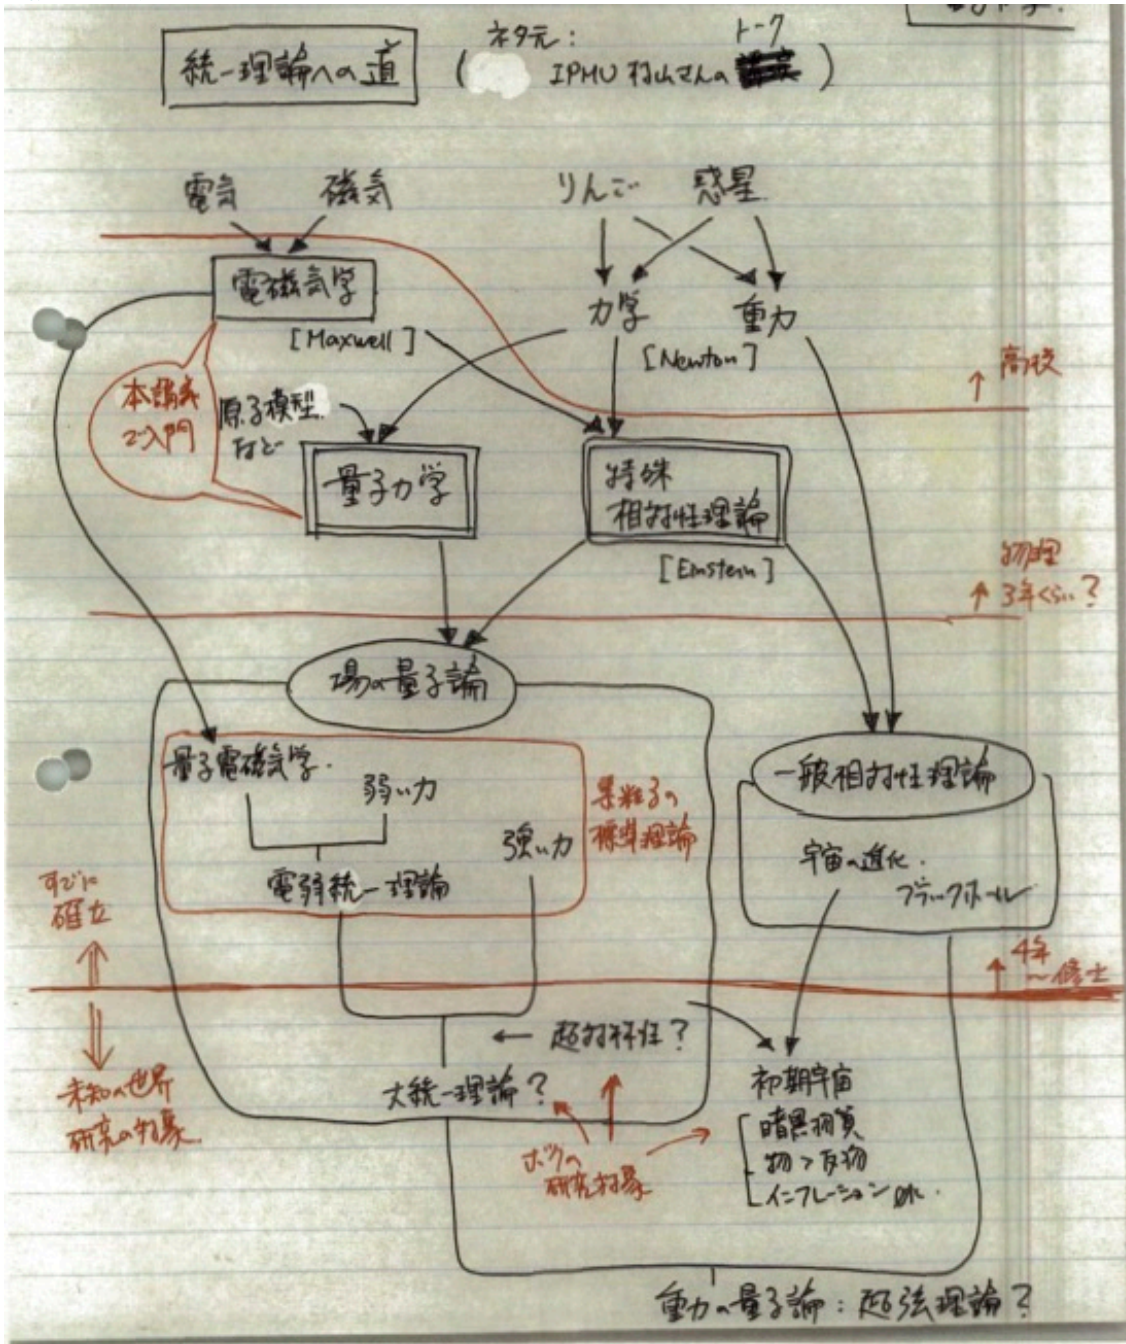 統一理論への道
(ネタ元:
IPMU 村山さんの トーク)
電気 磁気
りんご 惑星
電磁気学
[Maxwell]
力学 重力
[Newton]
↑ 高校
本講義
で入門
原子模型
など
量子力学
特殊
相対性理論
[Einstein]
↑ 物理
3年くらい?
場の量子論
量子電磁気学
弱い力
強い力
電弱統一理論
素粒子の
標準理論
一般相対性理論
宇宙の進化
ブラックホール
すでに
確立
↑ 4年
〜修士
未知の世界
研究の対象
← 超対称性?
大統一理論?
ボクの
研究対象
初期宇宙
暗黒物質
物>反物
インフレーション etc.
重力の量子論:超弦理論?